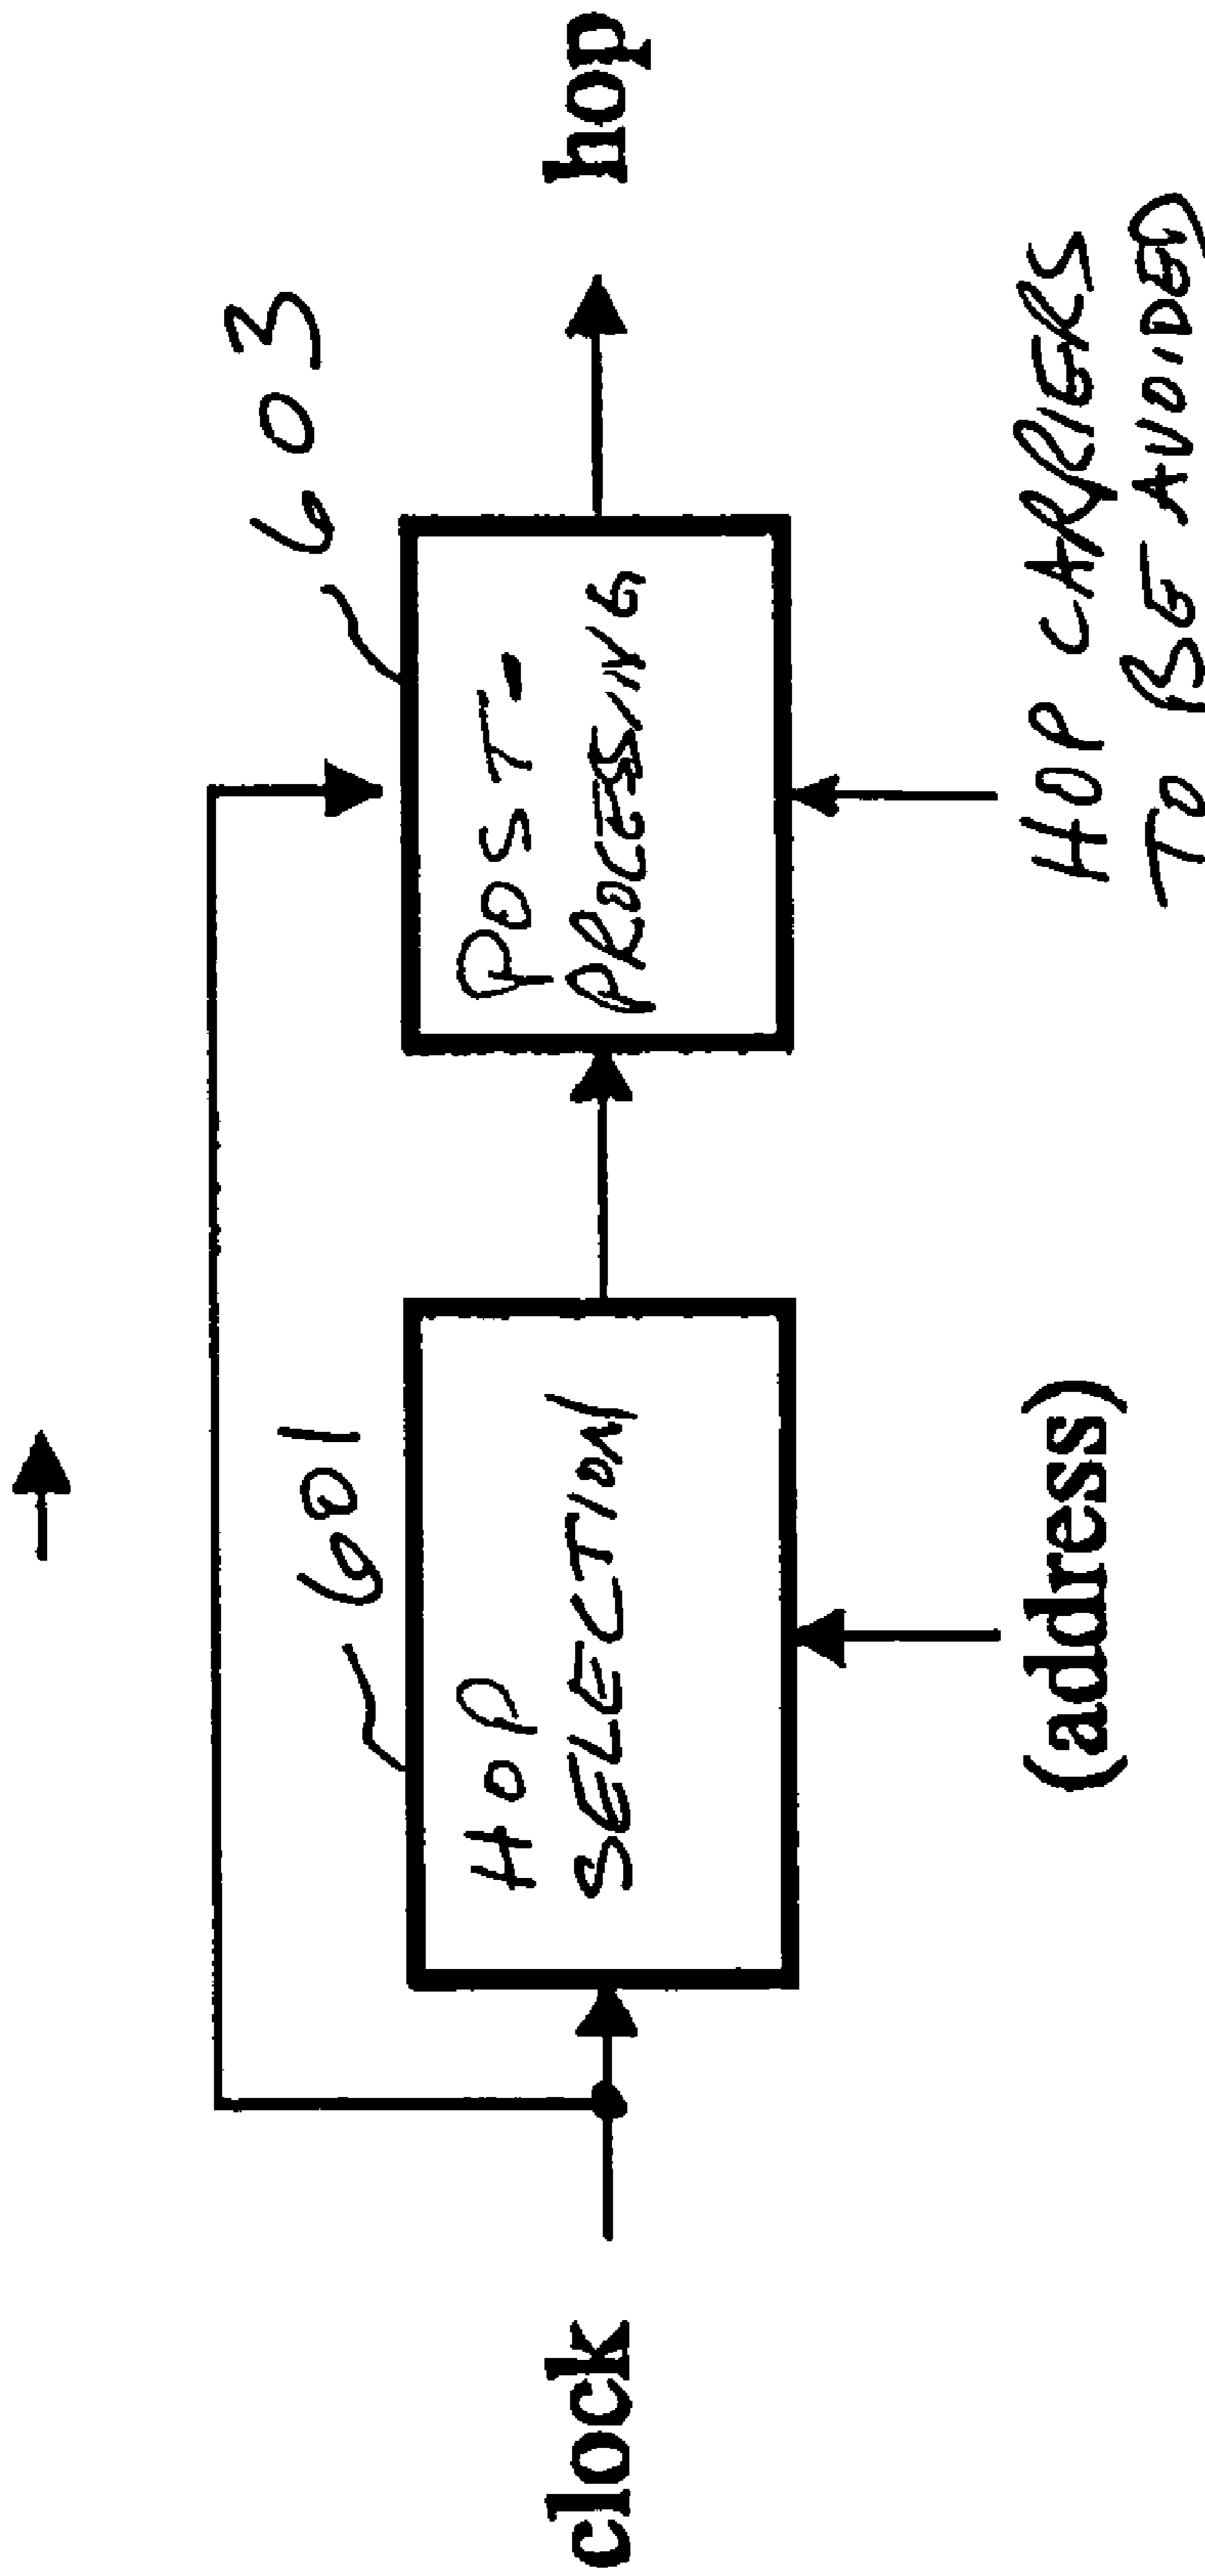 601
603
HOP
SELECTION
POST-
PROCESSING
clock
hop
(address)
HOP CARRIERS
TO BE AVOIDED